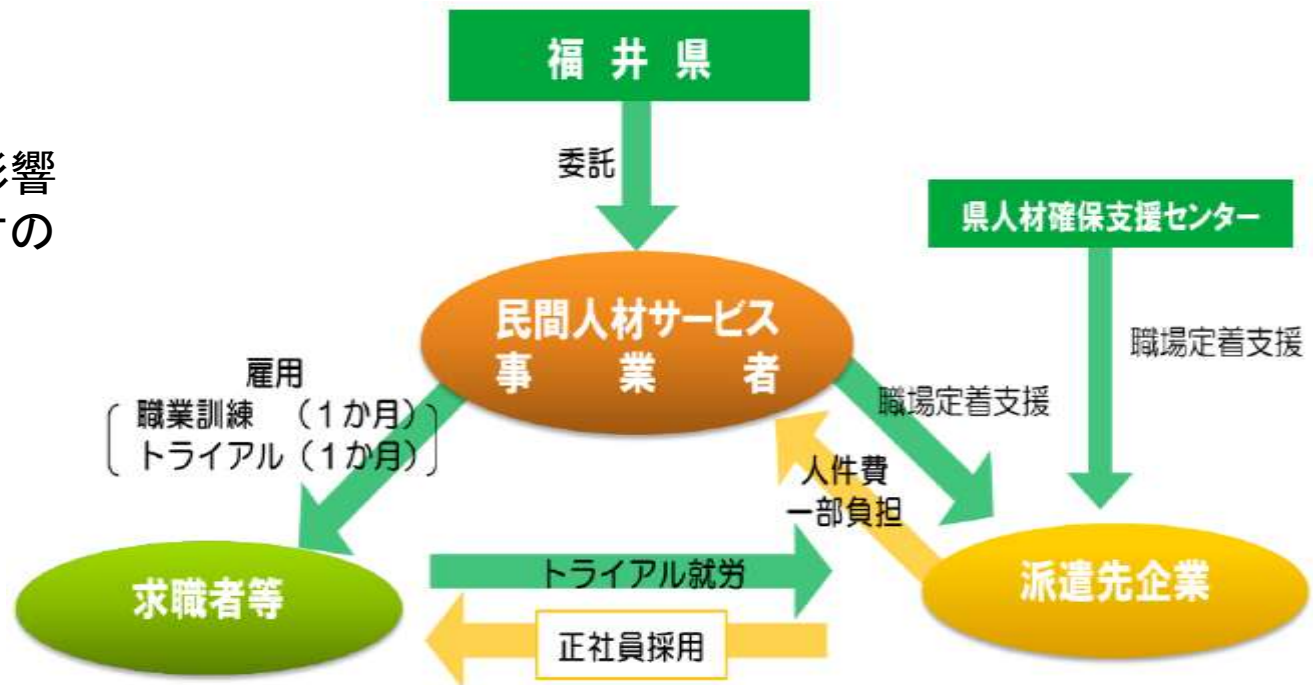 福井県
委託
影響
けの
県人材確保支援センター
民間人材サービス
事業者
職場定着支援
雇用
職業訓練 (1か月)
トライアル (1か月)
職場定着支援
人件費
一部負担
求職者等
トライアル就労
派遣先企業
正社員採用